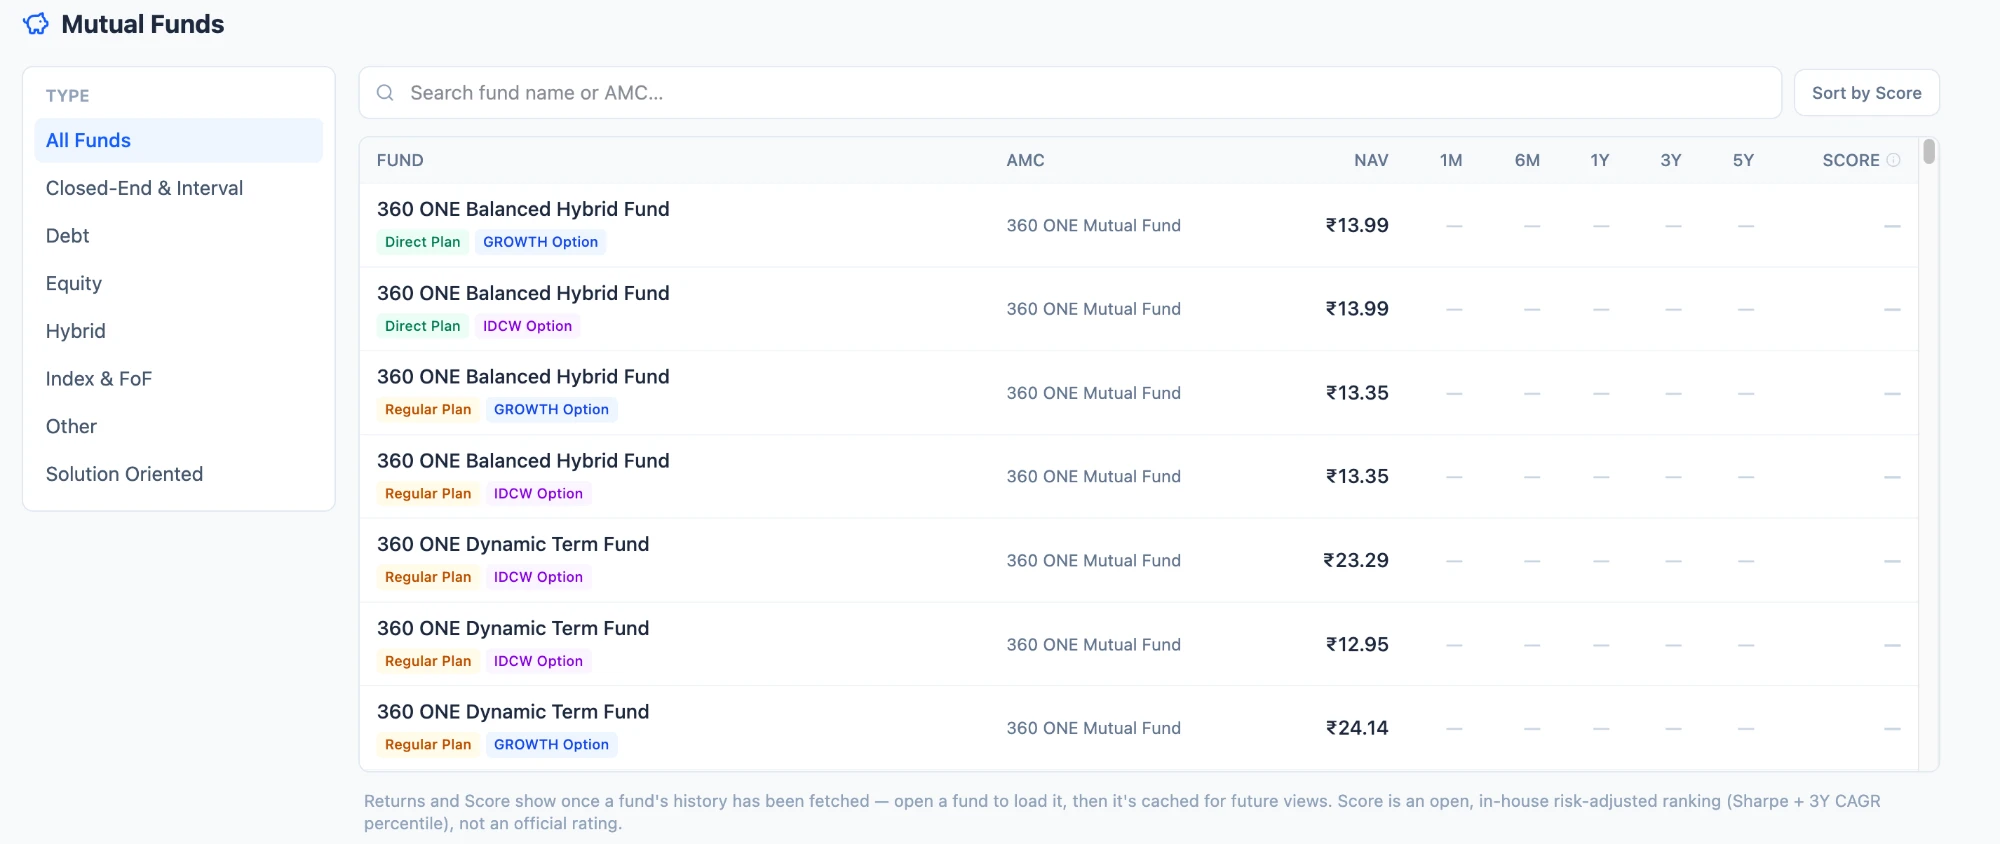 Mutual Funds
TYPE
All Funds
Closed-End & Interval
Debt
Equity
Hybrid
Index & FoF
Other
Solution Oriented
Search fund name or AMC...
Sort by Score
FUND AMC NAV 1M 6M 1Y 3Y 5Y SCORE
360 ONE Balanced Hybrid Fund
Direct Plan GROWTH Option
360 ONE Mutual Fund ₹13.99 — — — — — —
360 ONE Balanced Hybrid Fund
Direct Plan IDCW Option
360 ONE Mutual Fund ₹13.99 — — — — — —
360 ONE Balanced Hybrid Fund
Regular Plan GROWTH Option
360 ONE Mutual Fund ₹13.35 — — — — — —
360 ONE Balanced Hybrid Fund
Regular Plan IDCW Option
360 ONE Mutual Fund ₹13.35 — — — — — —
360 ONE Dynamic Term Fund
Regular Plan IDCW Option
360 ONE Mutual Fund ₹23.29 — — — — — —
360 ONE Dynamic Term Fund
Regular Plan IDCW Option
360 ONE Mutual Fund ₹12.95 — — — — — —
360 ONE Dynamic Term Fund
Regular Plan GROWTH Option
360 ONE Mutual Fund ₹24.14 — — — — — —
Returns and Score show once a fund's history has been fetched — open a fund to load it, then it's cached for future views. Score is an open, in-house risk-adjusted ranking (Sharpe + 3Y CAGR
percentile), not an official rating.